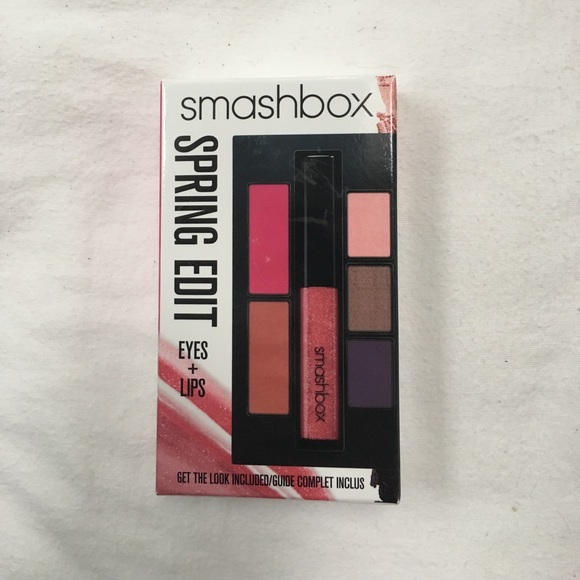 smashbox
SPRING EDIT
EYES
+
LIPS
smashbox
GET THE LOOK INCLUDED/GUIDE COMPLET INCLUS